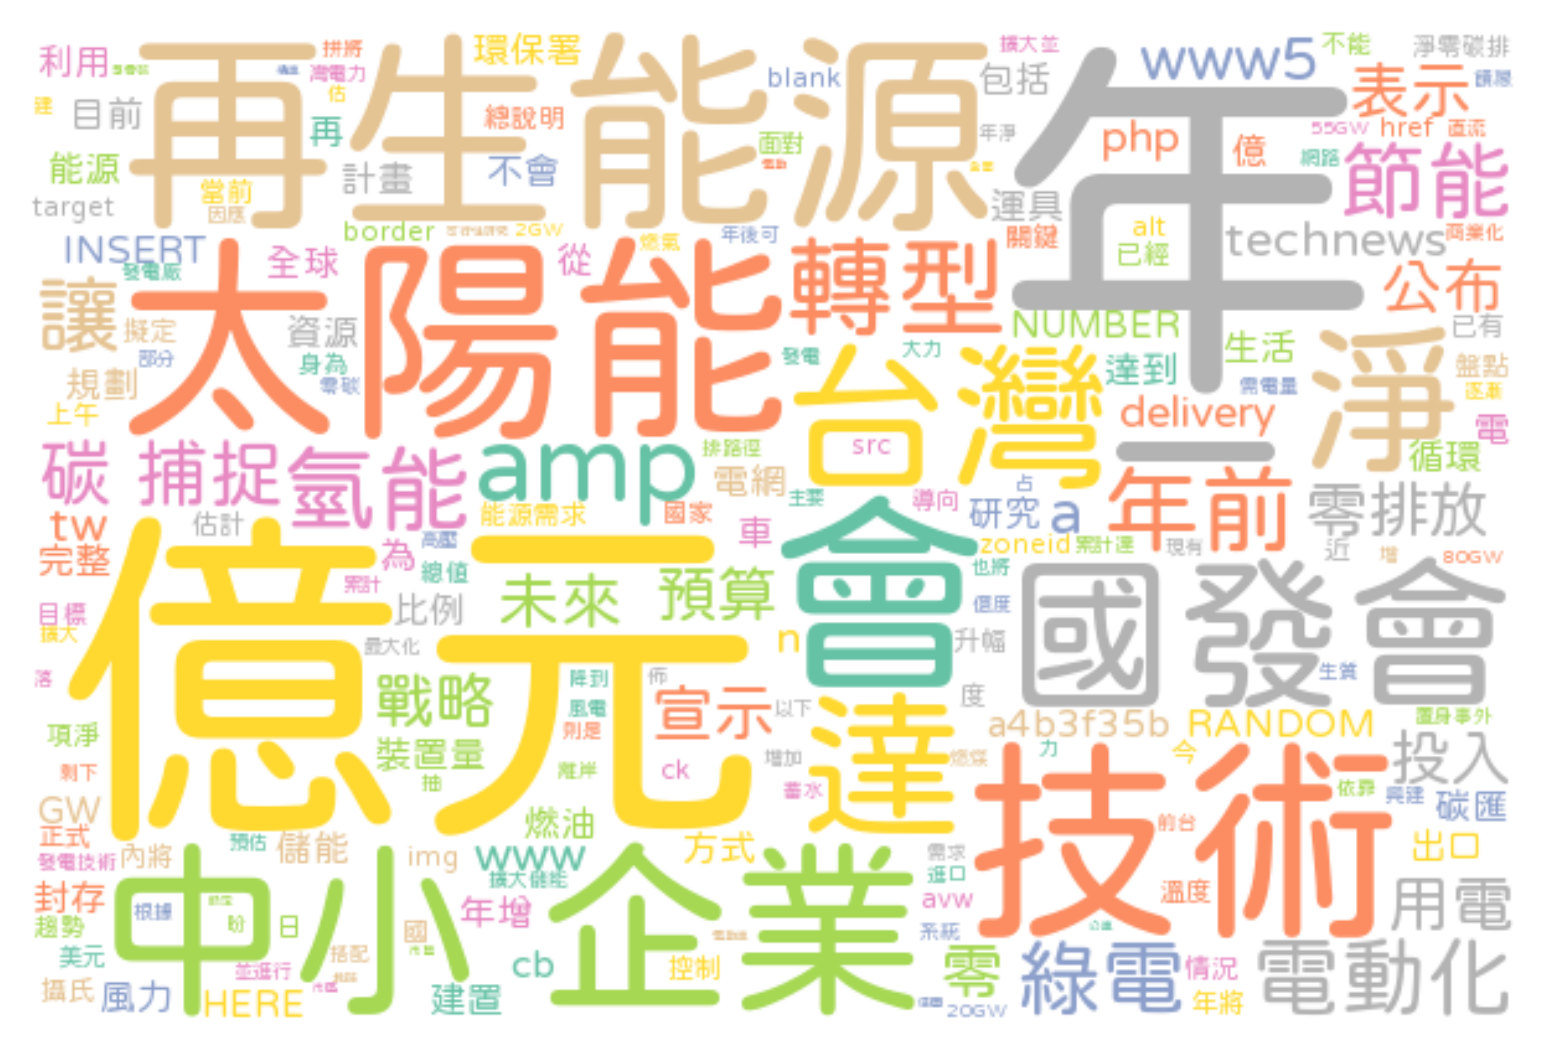 利用
拼將
灣電力
估
環保署
再生能源
blank
擴大並
包括
www5
不能
淨零碳排
建
目前
再
總說明
面對
年淨
年
php
億
表示
55GW
href
直流
能源
當前
因應
計畫
不會
運具
網路
節能
target
border
2GW
燃氣
年後可
關鍵
alt
已經
technews
商業化
INSERT
發電廠
全球
從
太陽能
轉型
公布
讓
擬定
資源
NUMBER
生活
已有
部分
身為
零碳
發電
大力
達到
需電量
淨
盤點
逐漸
規劃
上午
台灣
delivery
電
碳
捕捉
氫能
amp
排路徑
電網
src
一
循環
tw
估計
能源需求
國家
主要
導向
占
研究
a
年前
零排放
完整
為
高壓
車
會
zoneid
累計達
現有
近
增
80GW
億元
累計
總值
未來
預算
也將
國發會
目標
擴大
比例
最大化
n
億度
升幅
落
戰略
降到
佈
度
生質
項淨
風電
則是
宣示
以下
達
a4b3f35b
RANDOM
置身事外
剩下
裝置量
抽
離岸
ck
增加
蓄水
燃煤
技術
力
今
投入
GW
依靠
興建
碳匯
正式
預估
儲能
燃油
方式
前台
出口
發電技術
內將
img
www
擴大儲能
需求
進口
封存
根據
中小企業
年增
avw
溫度
用電
趨勢
盼
日
國
系統
美元
並進行
搭配
cb
控制
零
綠電
情況
電動化
攝氏
風力
HERE
建置
20GW
年將